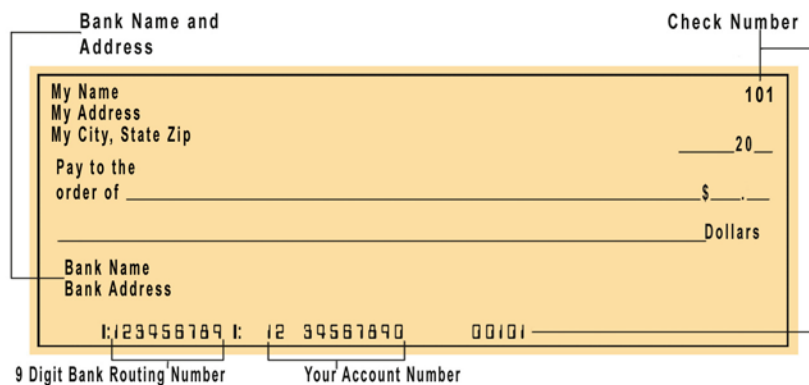 Bank Name and
Address
Check Number
My Name
101
My Address
My City, State Zip
20
Pay to the
order of $ .
Dollars
Bank Name
Bank Address
⑆123456789⑆ 12 34567890 00101
9 Digit Bank Routing Number
Your Account Number